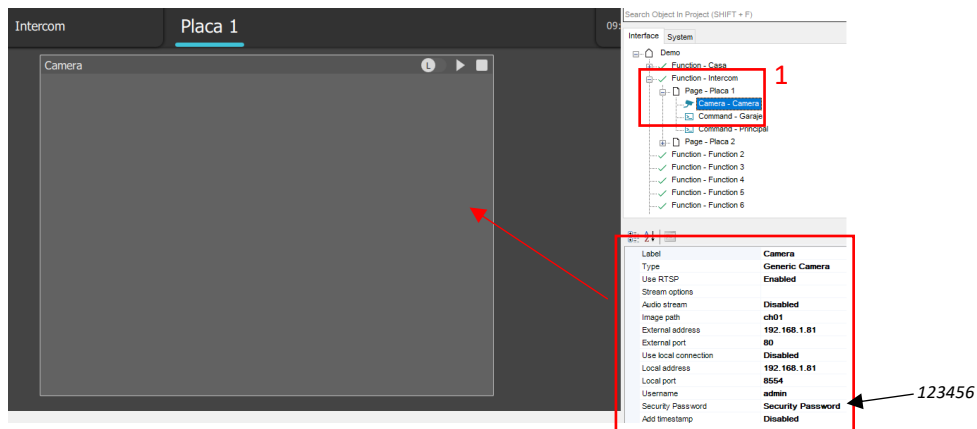 Intercom
Placa 1
09:
Camera
L
Search Object In Project (SHIFT + F)
Interface System
Demo
Function - Casa
Function - Intercom
Page - Placa 1
Camera - Camera
Command - Garaje
Command - Principal
Page - Placa 2
Function - Function 2
Function - Function 3
Function - Function 4
Function - Function 5
Function - Function 6
1
Label Camera
Type Generic Camera
Use RTSP Enabled
Stream options
Audio stream Disabled
Image path ch01
External address 192.168.1.81
External port 80
Use local connection Disabled
Local address 192.168.1.81
Local port 8554
Username admin
Security Password Security Password
Add timestamp Disabled
123456